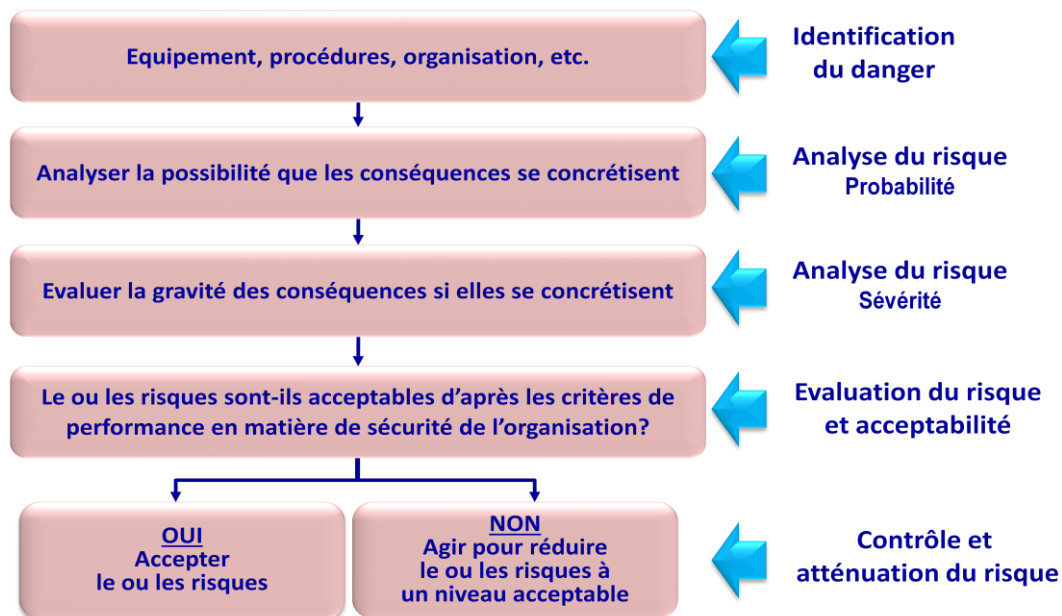 Equipement, procédures, organisation, etc.
Identification
du danger
Analyser la possibilité que les conséquences se concrétisent
Analyse du risque
Probabilité
Evaluer la gravité des conséquences si elles se concrétisent
Analyse du risque
Sévérité
Le ou les risques sont-ils acceptables d’après les critères de
performance en matière de sécurité de l’organisation?
Evaluation du risque
et acceptabilité
OUI
Accepter
le ou les risques
NON
Agir pour réduire
le ou les risques à
un niveau acceptable
Contrôle et
atténuation du risque